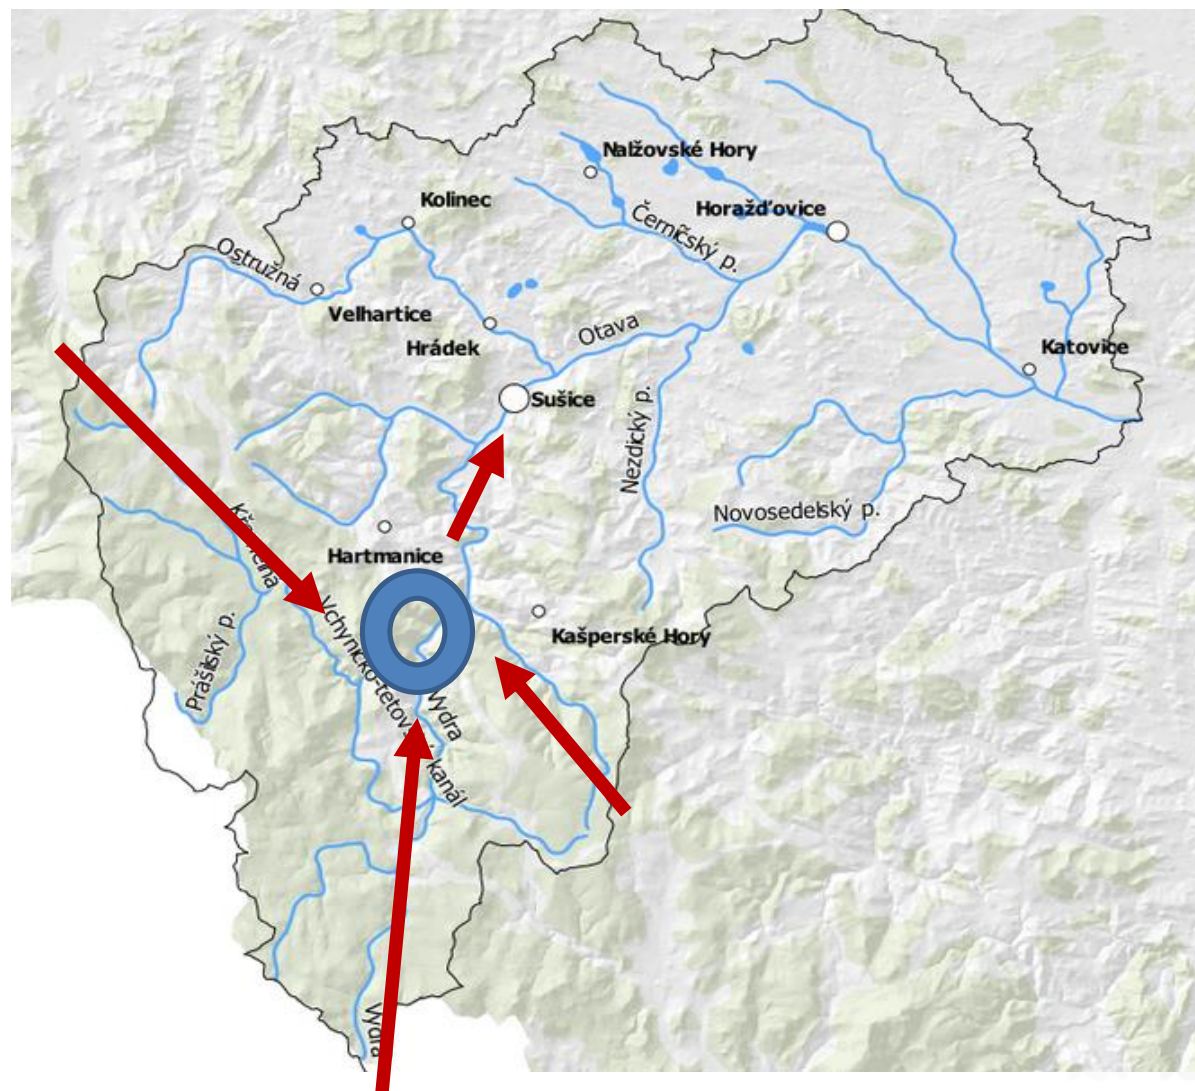 Nalžovské Hory
Kolinec
Horažďovice
Černíčský p.
Ostružná
Velhartice
Otava
Hrádek
Katovice
Sušice
Nezdický p.
Novosedelský p.
Hartmanice
Kašperské Hory
Prášilský p.
Vydra
kanál
Vydra